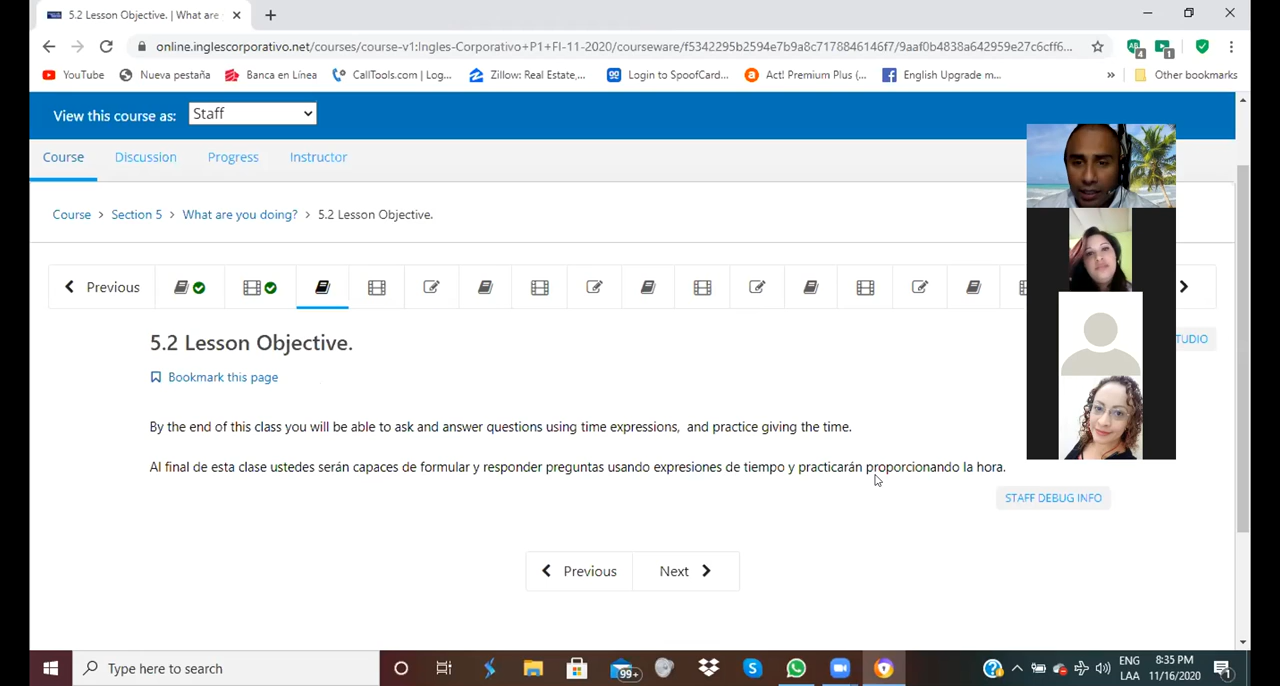 5.2 Lesson Objective. | What are
online.inglescorporativo.net/courses/course-v1:Ingles-Corporativo+P1+FI-11-2020/courseware/f5342295b2594e7b9a8c7178846146f7/9aaf0b4838a642959e27c6cff6...
4
1
YouTube
Nueva pestaña
Banca en Línea
CallTools.com | Log...
Zillow: Real Estate,...
Login to SpoofCard...
Act! Premium Plus (...
English Upgrade m...
»
Other bookmarks
View this course as:
Staff
Course
Discussion
Progress
Instructor
Course > Section 5 > What are you doing? > 5.2 Lesson Objective.
Previous
5.2 Lesson Objective.
TUDIO
Bookmark this page
By the end of this class you will be able to ask and answer questions using time expressions, and practice giving the time.
Al final de esta clase ustedes serán capaces de formular y responder preguntas usando expresiones de tiempo y practicarán proporcionando la hora.
STAFF DEBUG INFO
Previous
Next
Type here to search
99+
ENG
LAA
8:35 PM
11/16/2020
1